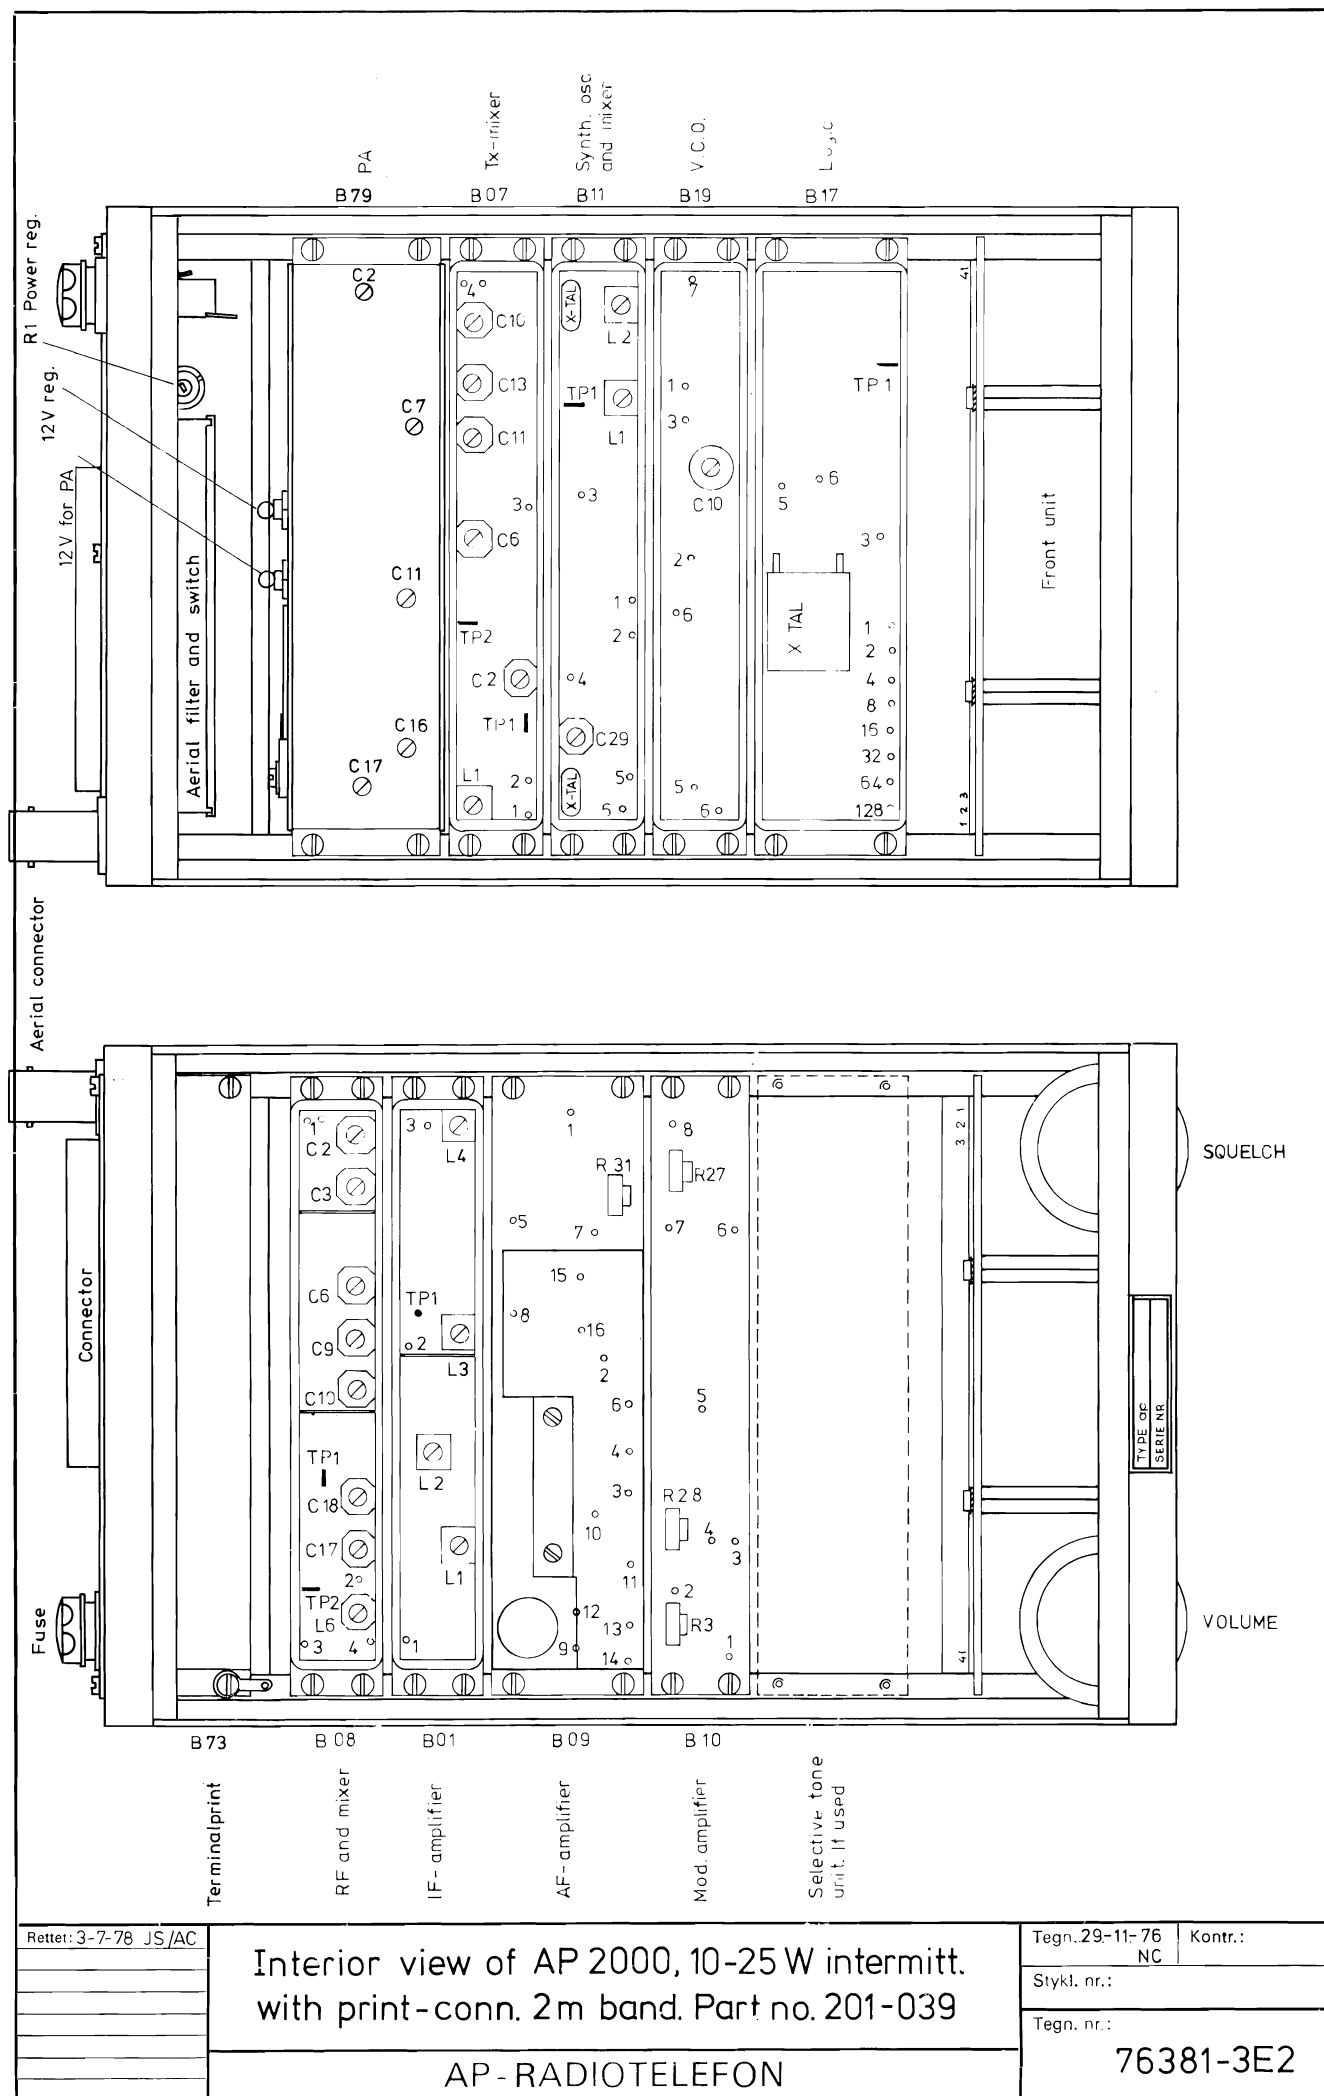 PA
Tx-mixer
Synth. osc.
and mixer
V.C.O.
B79
B07
B11
B19
B17
R1 Power reg.
12V reg.
12V for PA
Aerial filter and switch
Aerial connector
C2
C7
C11
C16
C17
4
C10
C13
C11
3
C6
TP2
C2
TP1
L1
2
1
X-TAL
L2
TP1
L1
3
1
2
4
C29
X-TAL
5
7
1
3
C10
2
6
5
6
TP1
6
5
3
X TAL
1
2
4
8
16
32
64
128
41
1 2 3
Front unit
Connector
Fuse
1
C2
C3
C6
C9
C10
TP1
C18
C17
2
TP2
L6
3
4
3
L4
TP1
2
L3
L2
L1
1
1
R31
5
7
15
8
16
2
6
4
3
10
11
12
13
9
14
8
R27
7
6
5
R28
4
3
2
R3
1
3 2 1
41
SQUELCH
TYPE ap
SERIE NR
VOLUME
B73
B08
B01
B09
B10
Terminalprint
RF and mixer
IF-amplifier
AF-amplifier
Mod. amplifier
Selective tone
unit. If used
Rettet: 3-7-78 JS/AC
Interior view of AP 2000, 10-25 W intermitt.
with print-conn. 2m band. Part no. 201-039
AP-RADIOTELEFON
Tegn. 29-11-76
NC
Kontr.:
Stykl. nr.:
Tegn. nr.:
76381-3E2